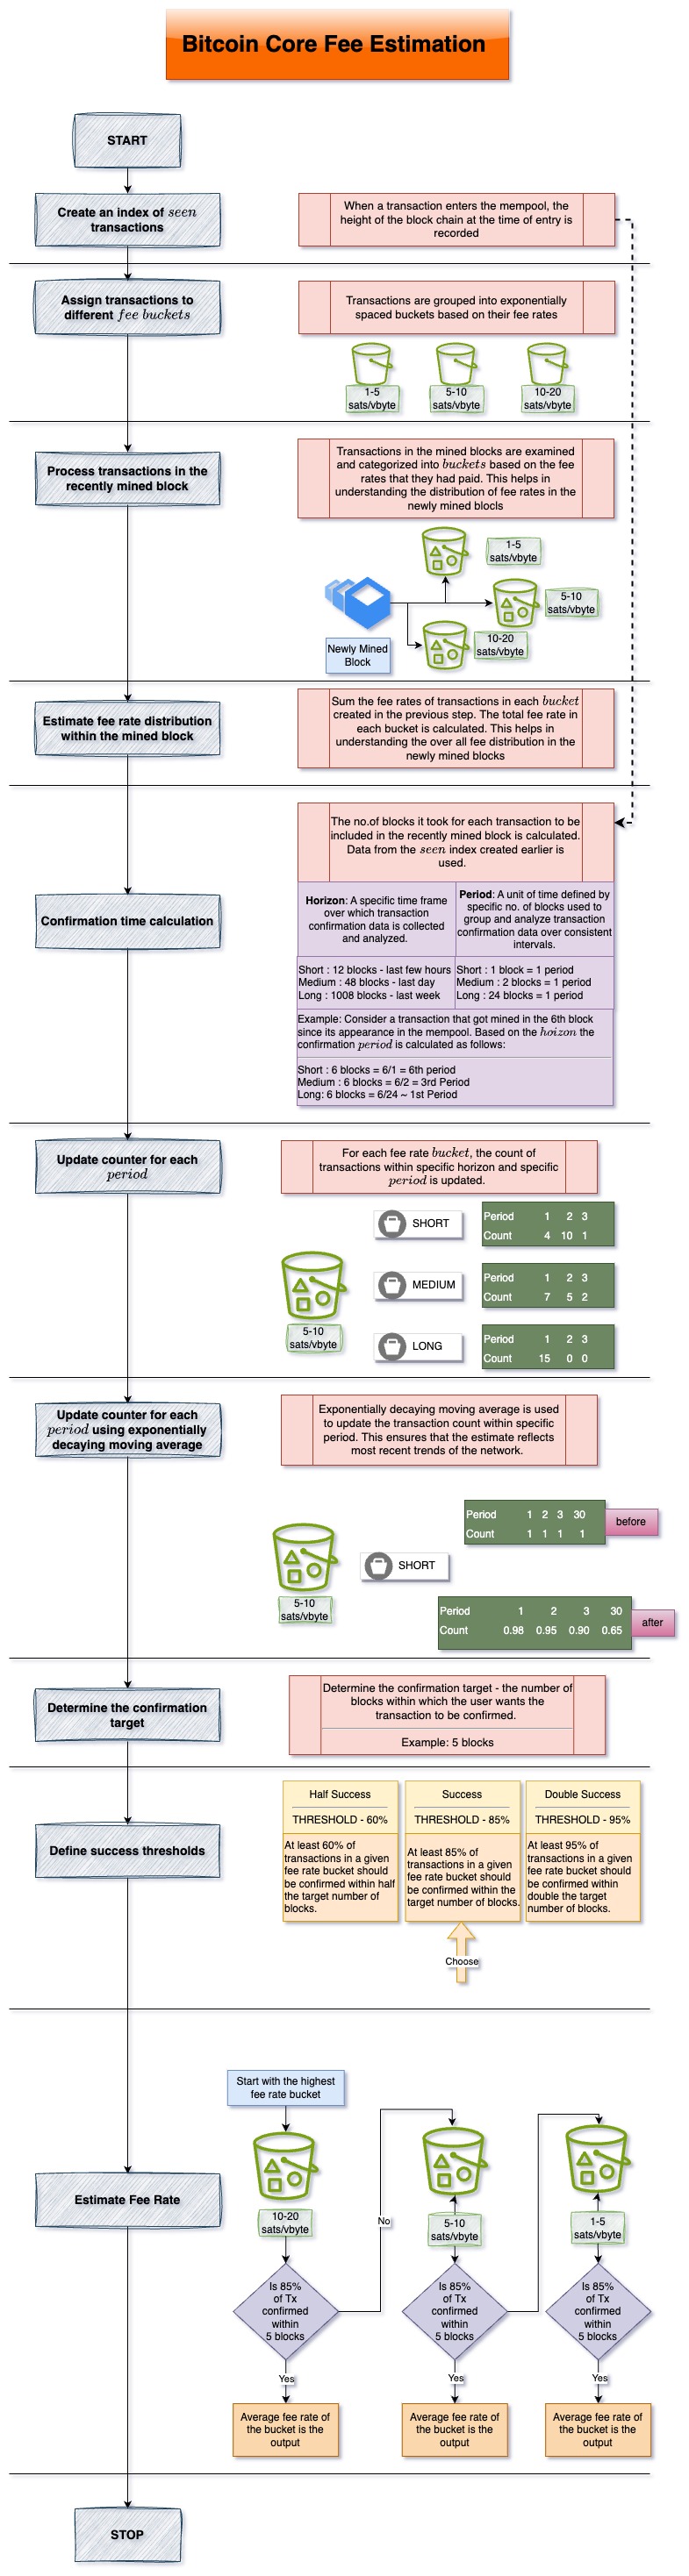 Bitcoin Core Fee Estimation
START
Create an index of seen
transactions
When a transaction enters the mempool, the
height of the block chain at the time of entry is
recorded
Assign transactions to
different fee buckets
Transactions are grouped into exponentially
spaced buckets based on their fee rates
1-5
sats/vbyte
5-10
sats/vbyte
10-20
sats/vbyte
Process transactions in the
recently mined block
Transactions in the mined blocks are examined
and categorized into buckets based on the fee
rates that they had paid. This helps in
understanding the distribution of fee rates in the
newly mined blocls
1-5
sats/vbyte
5-10
sats/vbyte
10-20
sats/vbyte
Newly Mined
Block
Estimate fee rate distribution
within the mined block
Sum the fee rates of transactions in each bucket
created in the previous step. The total fee rate in
each bucket is calculated. This helps in
understanding the over all fee distribution in the
newly mined blocks
Confirmation time calculation
The no.of blocks it took for each transaction to be
included in the recently mined block is calculated.
Data from the seen index created earlier is
used.
Horizon: A specific time frame
over which transaction
confirmation data is collected
and analyzed.
Period: A unit of time defined by
specific no. of blocks used to
group and analyze transaction
confirmation data over consistent
intervals.
Short : 12 blocks - last few hours
Medium : 48 blocks - last day
Long : 1008 blocks - last week
Short : 1 block = 1 period
Medium : 2 blocks = 1 period
Long : 24 blocks = 1 period
Example: Consider a transaction that got mined in the 6th block
since its appearance in the mempool. Based on the hoizon the
confirmation period is calculated as follows:
Short : 6 blocks = 6/1 = 6th period
Medium : 6 blocks = 6/2 = 3rd Period
Long: 6 blocks = 6/24 ~ 1st Period
Update counter for each
period
For each fee rate bucket, the count of
transactions within specific horizon and specific
period is updated.
SHORT
Period 1 2 3
Count 4 10 1
MEDIUM
Period 1 2 3
Count 7 5 2
5-10
sats/vbyte
LONG
Period 1 2 3
Count 15 0 0
Update counter for each
period using exponentially
decaying moving average
Exponentially decaying moving average is used
to update the transaction count within specific
period. This ensures that the estimate reflects
most recent trends of the network.
Period 1 2 3 30
Count 1 1 1 1
before
SHORT
5-10
sats/vbyte
Period 1 2 3 30
Count 0.98 0.95 0.90 0.65
after
Determine the confirmation
target
Determine the confirmation target - the number of
blocks within which the user wants the
transaction to be confirmed.
Example: 5 blocks
Define success thresholds
Half Success
THRESHOLD - 60%
At least 60% of
transactions in a given
fee rate bucket should
be confirmed within half
the target number of
blocks.
Success
THRESHOLD - 85%
At least 85% of
transactions in a given
fee rate bucket should
be confirmed within the
target number of blocks.
Double Success
THRESHOLD - 95%
At least 95% of
transactions in a given
fee rate bucket should
be confirmed within
double the target
number of blocks.
Choose
Start with the highest
fee rate bucket
Estimate Fee Rate
10-20
sats/vbyte
No
5-10
sats/vbyte
1-5
sats/vbyte
Is 85%
of Tx
confirmed
within
5 blocks
Is 85%
of Tx
confirmed
within
5 blocks
Is 85%
of Tx
confirmed
within
5 blocks
Yes
Yes
Yes
Average fee rate of
the bucket is the
output
Average fee rate of
the bucket is the
output
Average fee rate of
the bucket is the
output
STOP